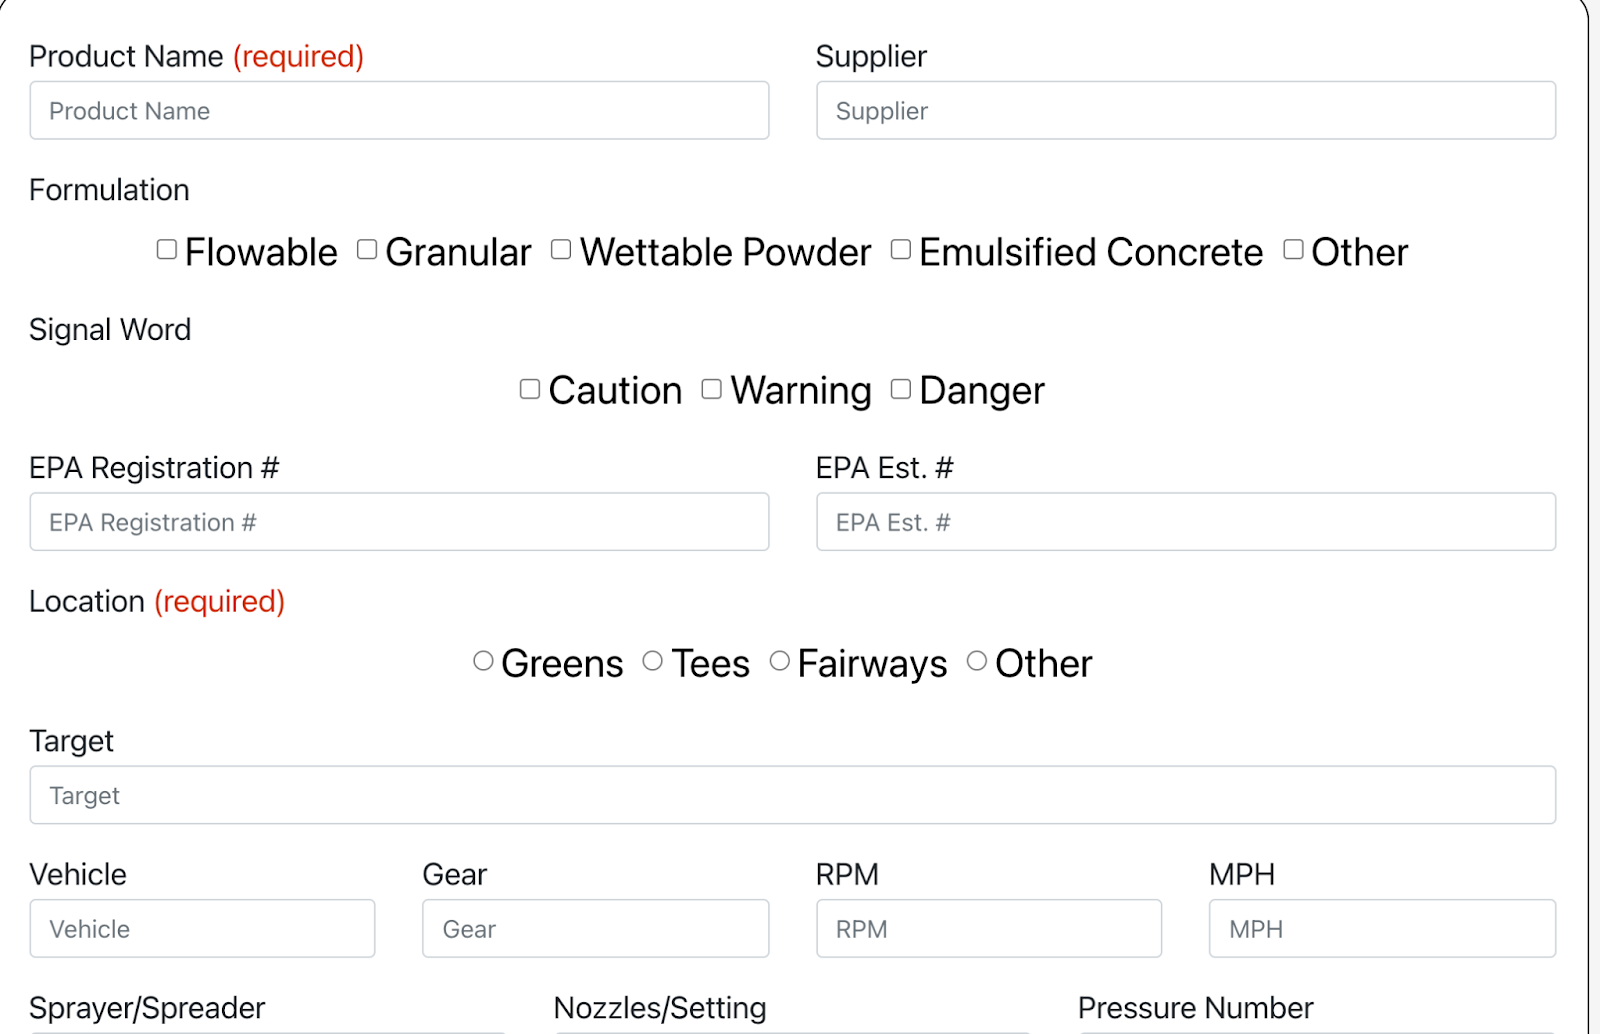 Product Name (required) Supplier
Product Name Supplier
Formulation
Flowable Granular Wettable Powder Emulsified Concrete Other
Signal Word
Caution Warning Danger
EPA Registration # EPA Est. #
EPA Registration # EPA Est. #
Location (required)
Greens Tees Fairways Other
Target
Target
Vehicle Gear RPM MPH
Vehicle Gear RPM MPH
Sprayer/Spreader Nozzles/Setting Pressure Number